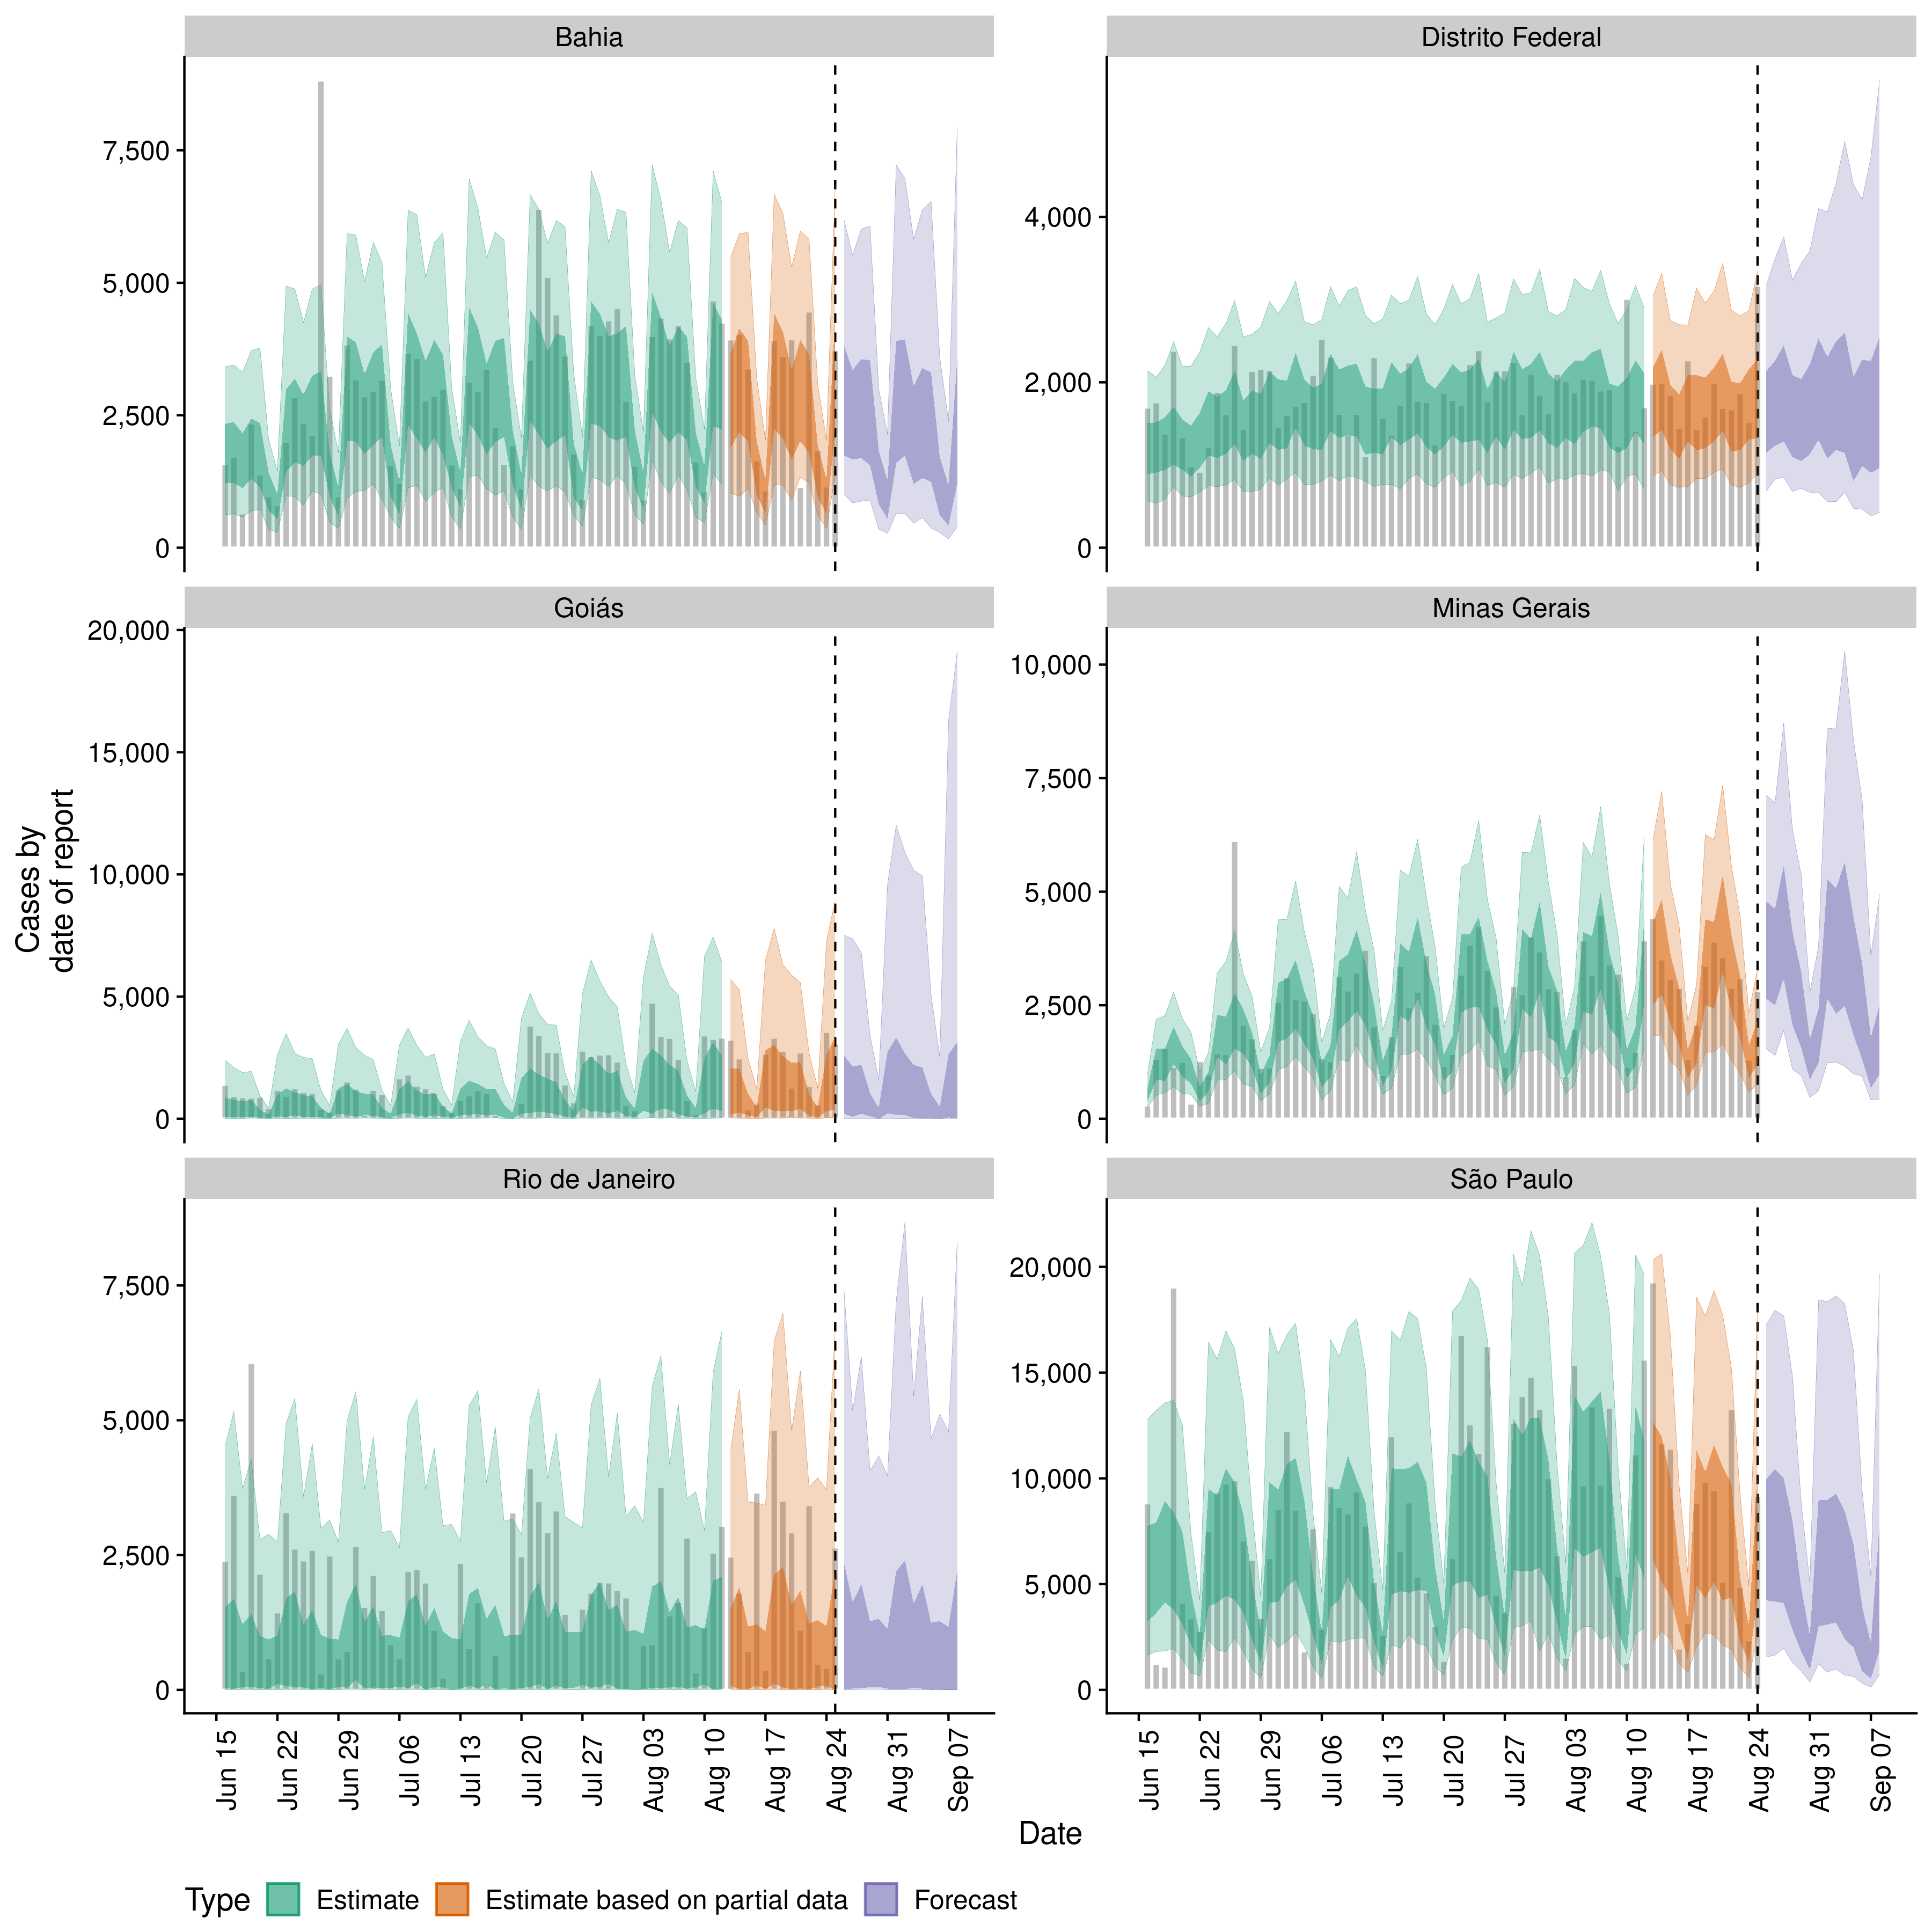 Bahia
Distrito Federal
7,500
5,000
2,500
0
4,000
2,000
0
Goiás
Minas Gerais
20,000
15,000
10,000
5,000
0
10,000
7,500
5,000
2,500
0
Cases by
date of report
Rio de Janeiro
São Paulo
7,500
5,000
2,500
0
20,000
15,000
10,000
5,000
0
Jun 15
Jun 22
Jun 29
Jul 06
Jul 13
Jul 20
Jul 27
Aug 03
Aug 10
Aug 17
Aug 24
Aug 31
Sep 07
Jun 15
Jun 22
Jun 29
Jul 06
Jul 13
Jul 20
Jul 27
Aug 03
Aug 10
Aug 17
Aug 24
Aug 31
Sep 07
Date
Type Estimate Estimate based on partial data Forecast